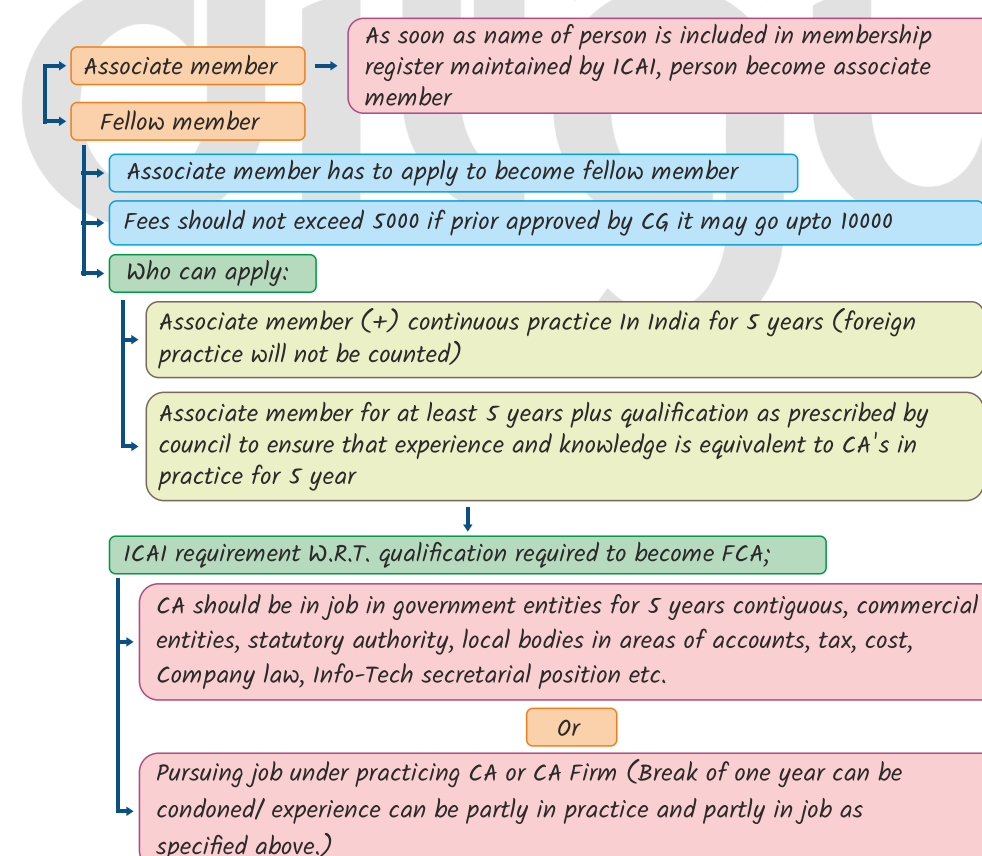 As soon as name of person is included in membership
register maintained by ICAI, person become associate
member
Associate member
Fellow member
Associate member has to apply to become fellow member
Fees should not exceed 5000 if prior approved by CG it may go upto 10000
Who can apply:
Associate member (+) continuous practice In India for 5 years (foreign
practice will not be counted)
Associate member for at least 5 years plus qualification as prescribed by
council to ensure that experience and knowledge is equivalent to CA's in
practice for 5 year
ICAI requirement W.R.T. qualification required to become FCA;
CA should be in job in government entities for 5 years contiguous, commercial
entities, statutory authority, local bodies in areas of accounts, tax, cost,
Company law, Info-Tech secretarial position etc.
Or
Pursuing job under practicing CA or CA Firm (Break of one year can be
condoned/ experience can be partly in practice and partly in job as
specified above.)